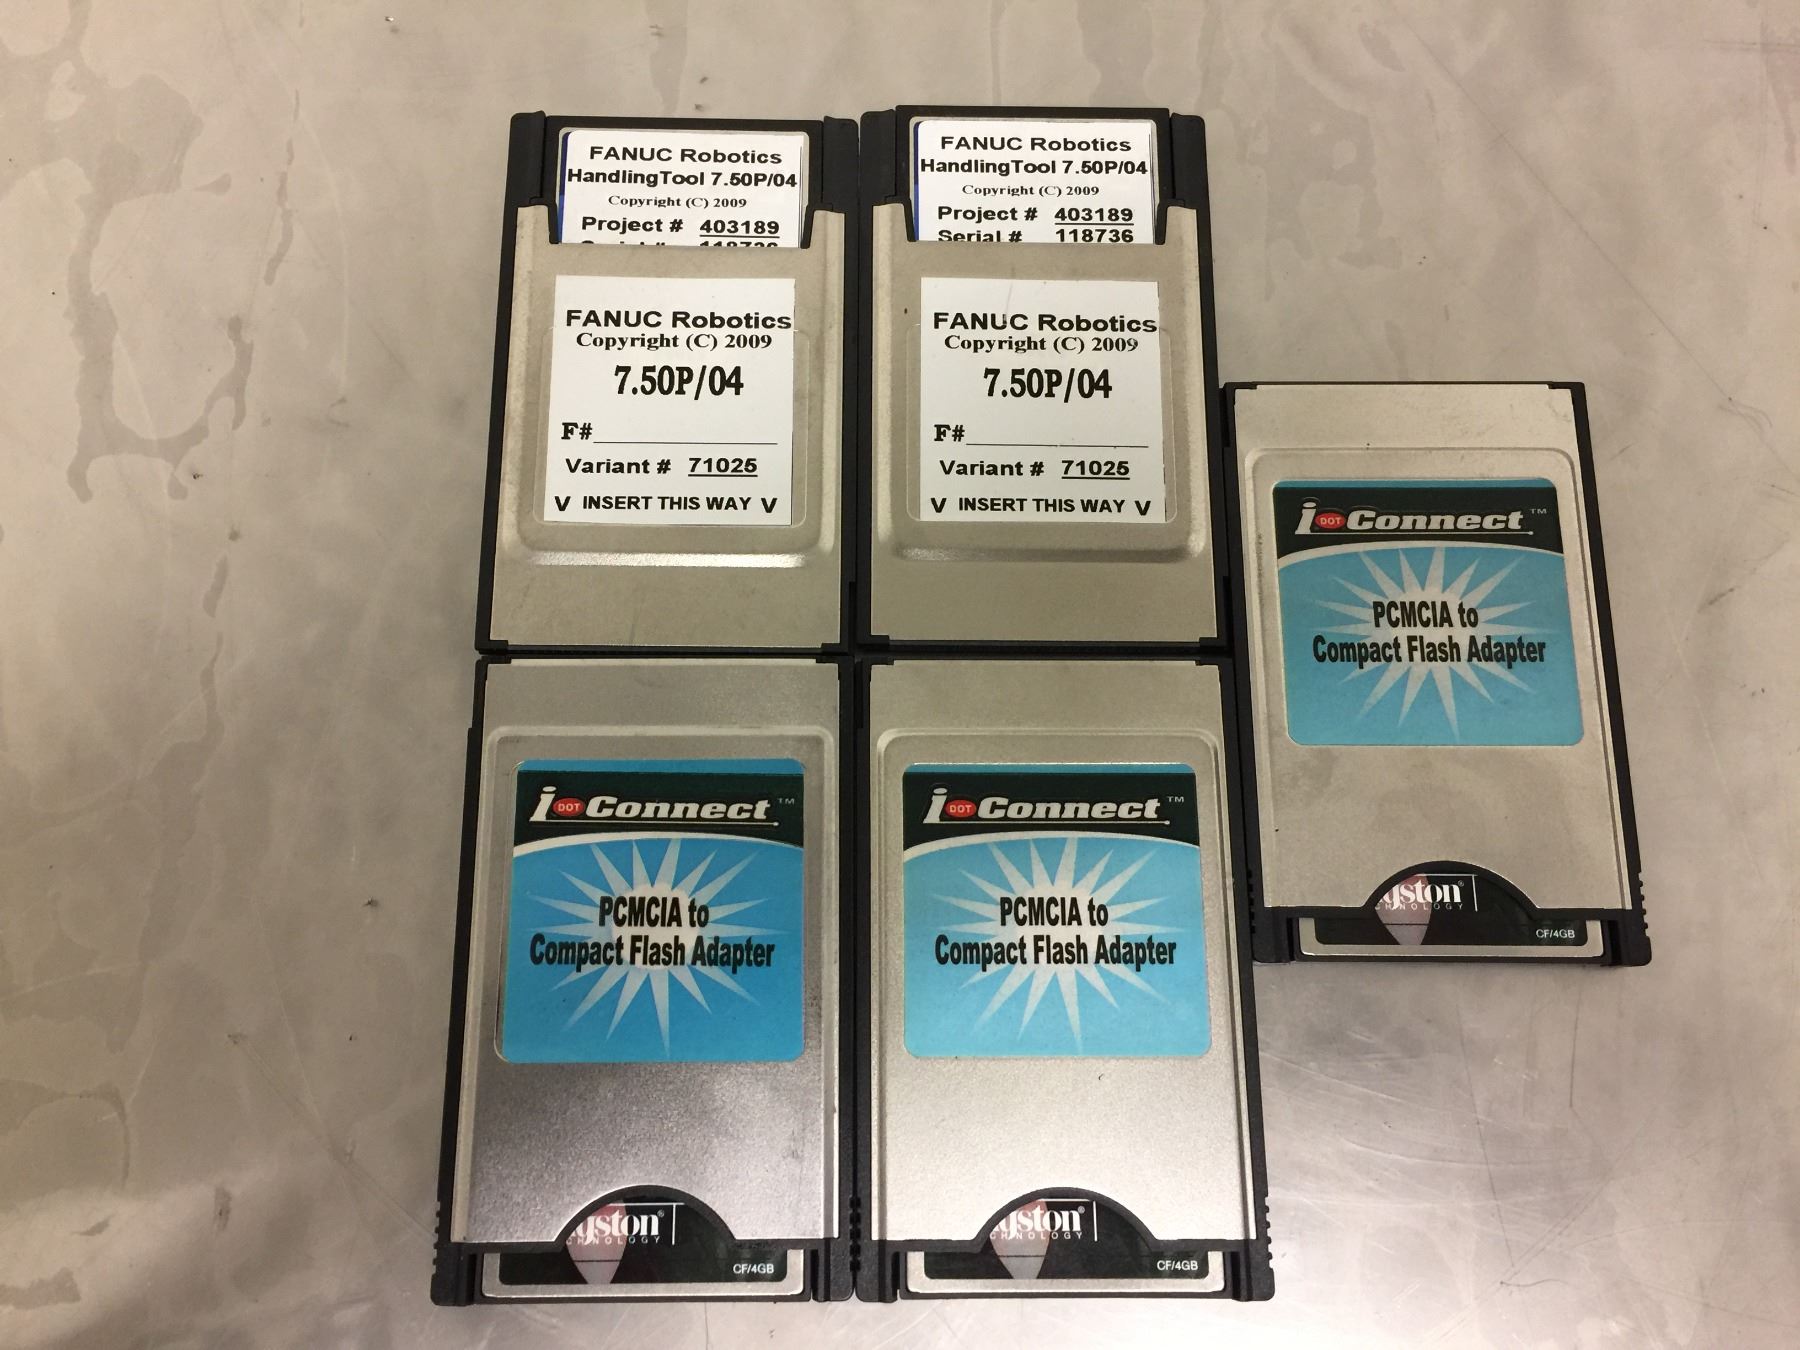 FANUC Robotics
HandlingTool 7.50P/04
Copyright (C) 2009
Project # 403189
FANUC Robotics
Copyright (C) 2009
7.50P/04
F#
Variant # 71025
V INSERT THIS WAY V
FANUC Robotics
HandlingTool 7.50P/04
Copyright (C) 2009
Project # 403189
Serial # 118736
FANUC Robotics
Copyright (C) 2009
7.50P/04
F#
Variant # 71025
V INSERT THIS WAY V
i DOT Connect™
PCMCIA to
Compact Flash Adapter
CF/4GB
i DOT Connect™
PCMCIA to
Compact Flash Adapter
CF/4GB
i DOT Connect™
PCMCIA to
Compact Flash Adapter
CF/4GB